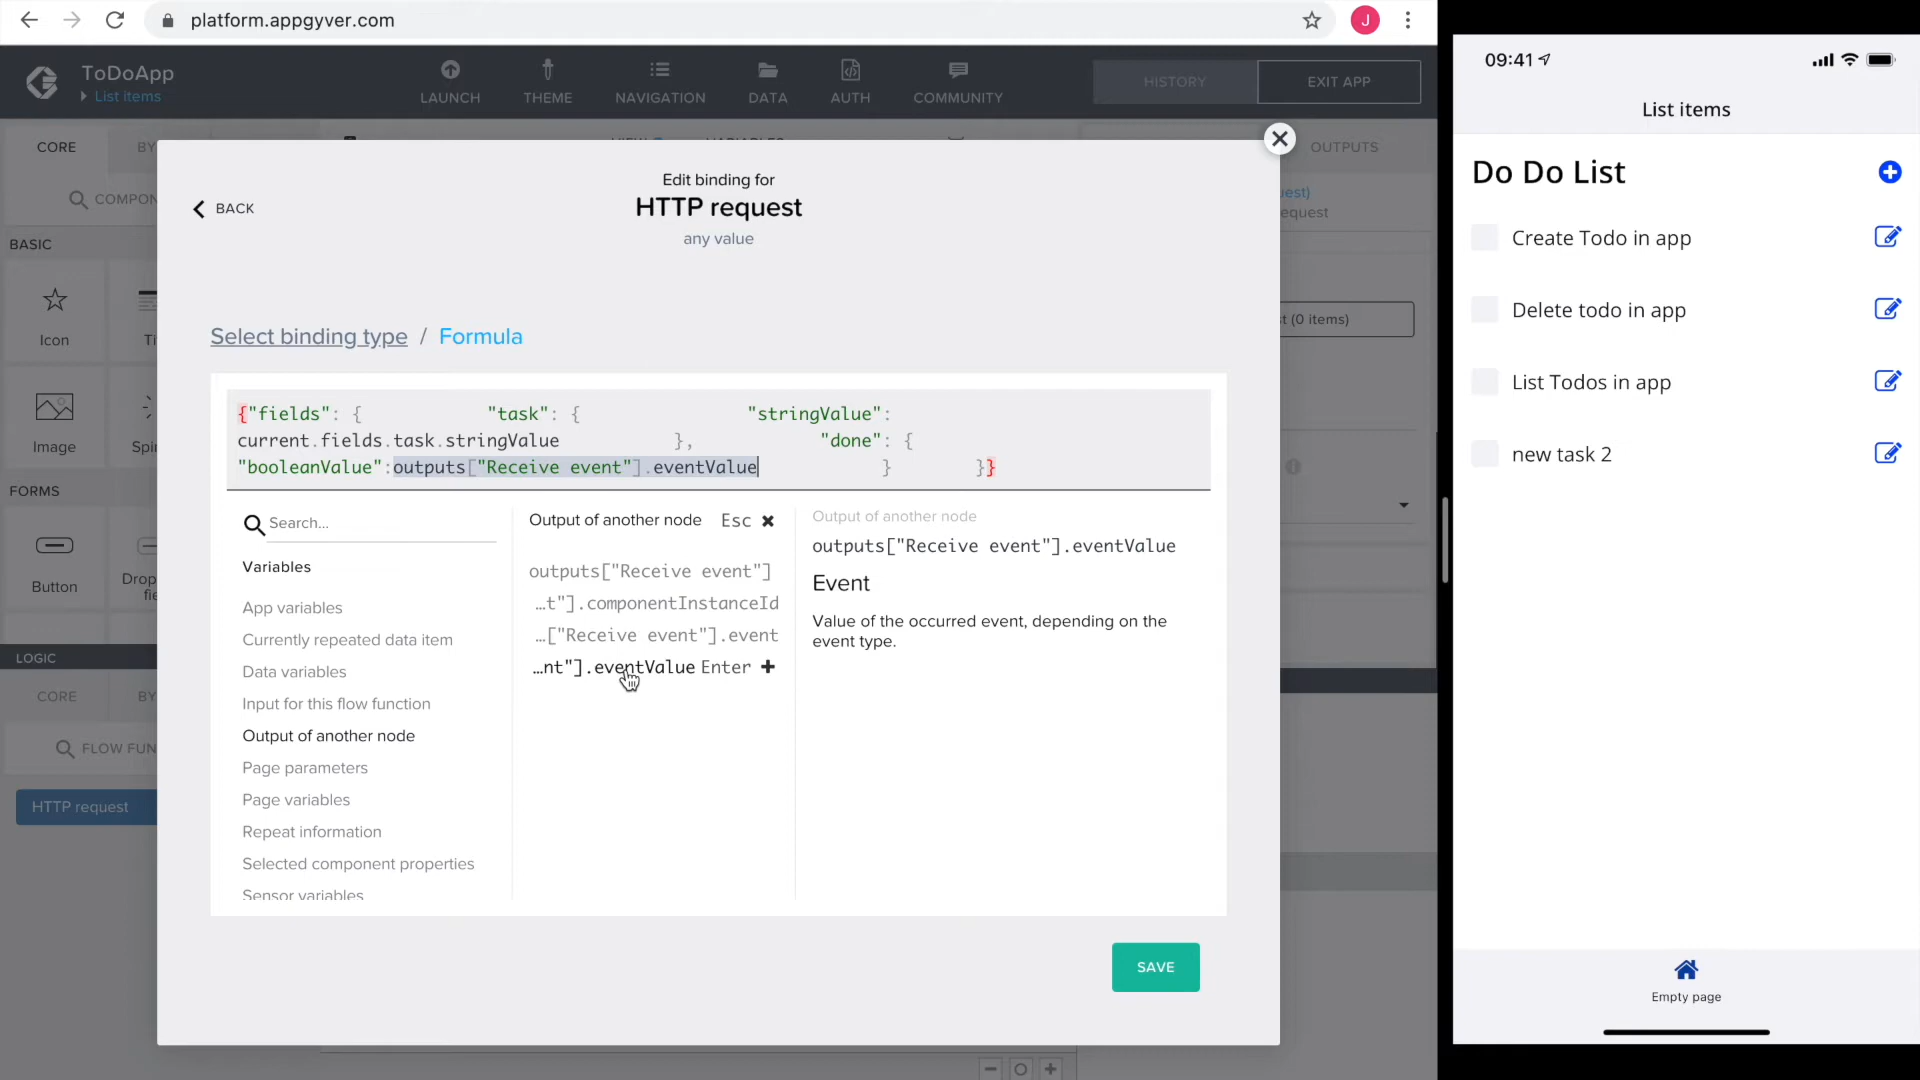 platform.appgyver.com
J
ToDoApp
List items
LAUNCH
THEME
NAVIGATION
DATA
AUTH
COMMUNITY
HISTORY
EXIT APP
CORE
BY
OUTPUTS
COMPON
BASIC
Icon
Image
FORMS
Button
LOGIC
CORE
BY
FLOW FUN
HTTP request
equest
t (0 items)
BACK
Edit binding for
HTTP request
any value
Select binding type / Formula
{"fields": { "task": { "stringValue":
current.fields.task.stringValue }, "done": {
"booleanValue":outputs["Receive event"].eventValue } }}
Search...
Variables
App variables
Currently repeated data item
Data variables
Input for this flow function
Output of another node
Page parameters
Page variables
Repeat information
Selected component properties
Sensor variables
Output of another node Esc
outputs["Receive event"]
…t"].componentInstanceId
…["Receive event"].event
…nt"].eventValue Enter
Output of another node
outputs["Receive event"].eventValue
Event
Value of the occurred event, depending on the
event type.
SAVE
09:41
List items
Do Do List
Create Todo in app
Delete todo in app
List Todos in app
new task 2
Empty page